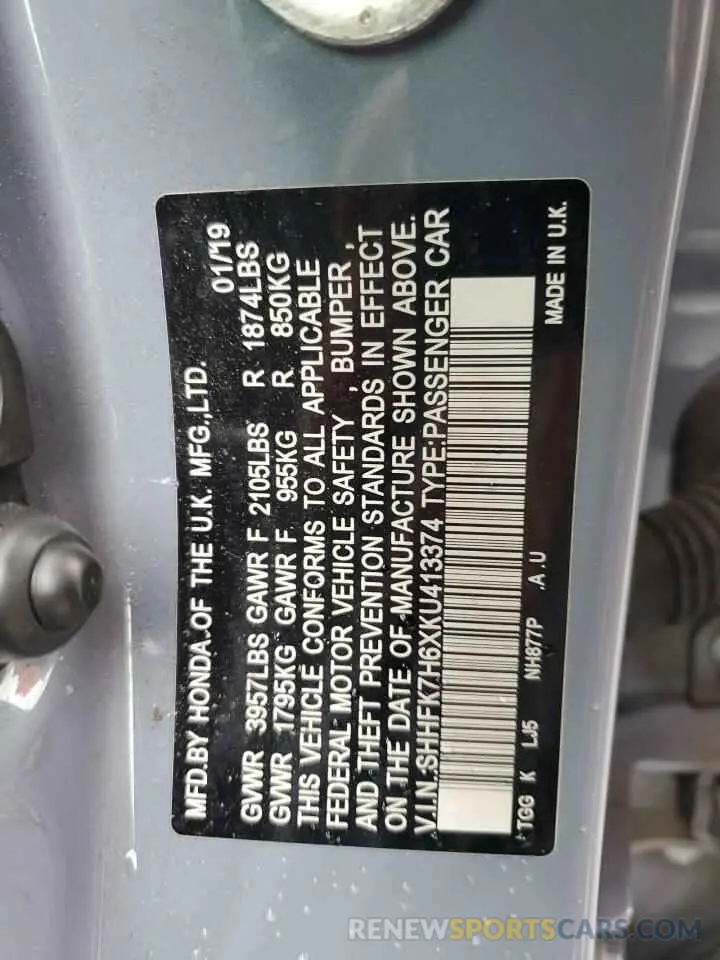 MFD.BY HONDA OF THE U.K. MFG.,LTD. 01/19
GVWR 3957LBS GAWR F 2105LBS R 1874LBS
GVWR 1795KG GAWR F 955KG R 850KG
THIS VEHICLE CONFORMS TO ALL APPLICABLE
FEDERAL MOTOR VEHICLE SAFETY, BUMPER,
AND THEFT PREVENTION STANDARDS IN EFFECT
ON THE DATE OF MANUFACTURE SHOWN ABOVE.
V.I.N.:SHHFK7H6XKU413374 TYPE:PASSENGER CAR
TGG K LJ5 NH877P .A .U MADE IN U.K.
RENEWSPORTSCARS.COM